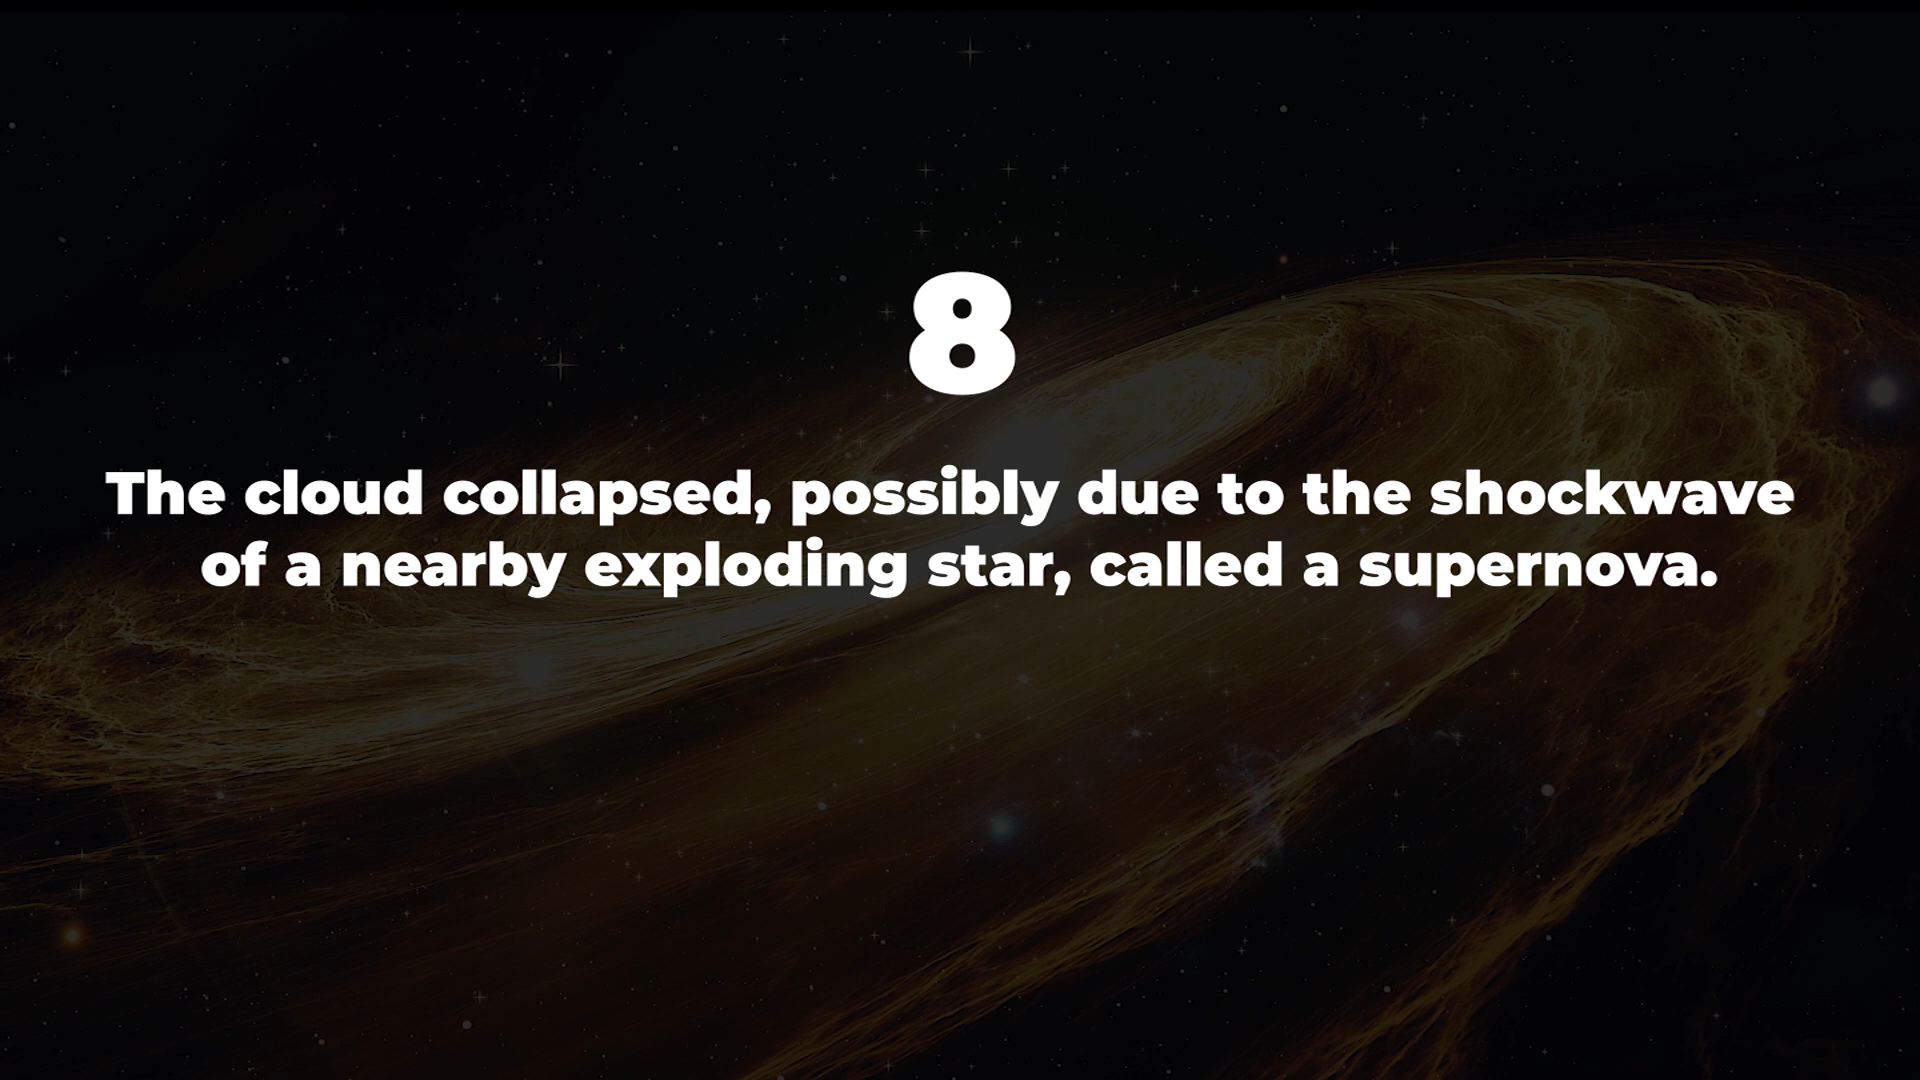 8
The cloud collapsed, possibly due to the shockwave
of a nearby exploding star, called a supernova.